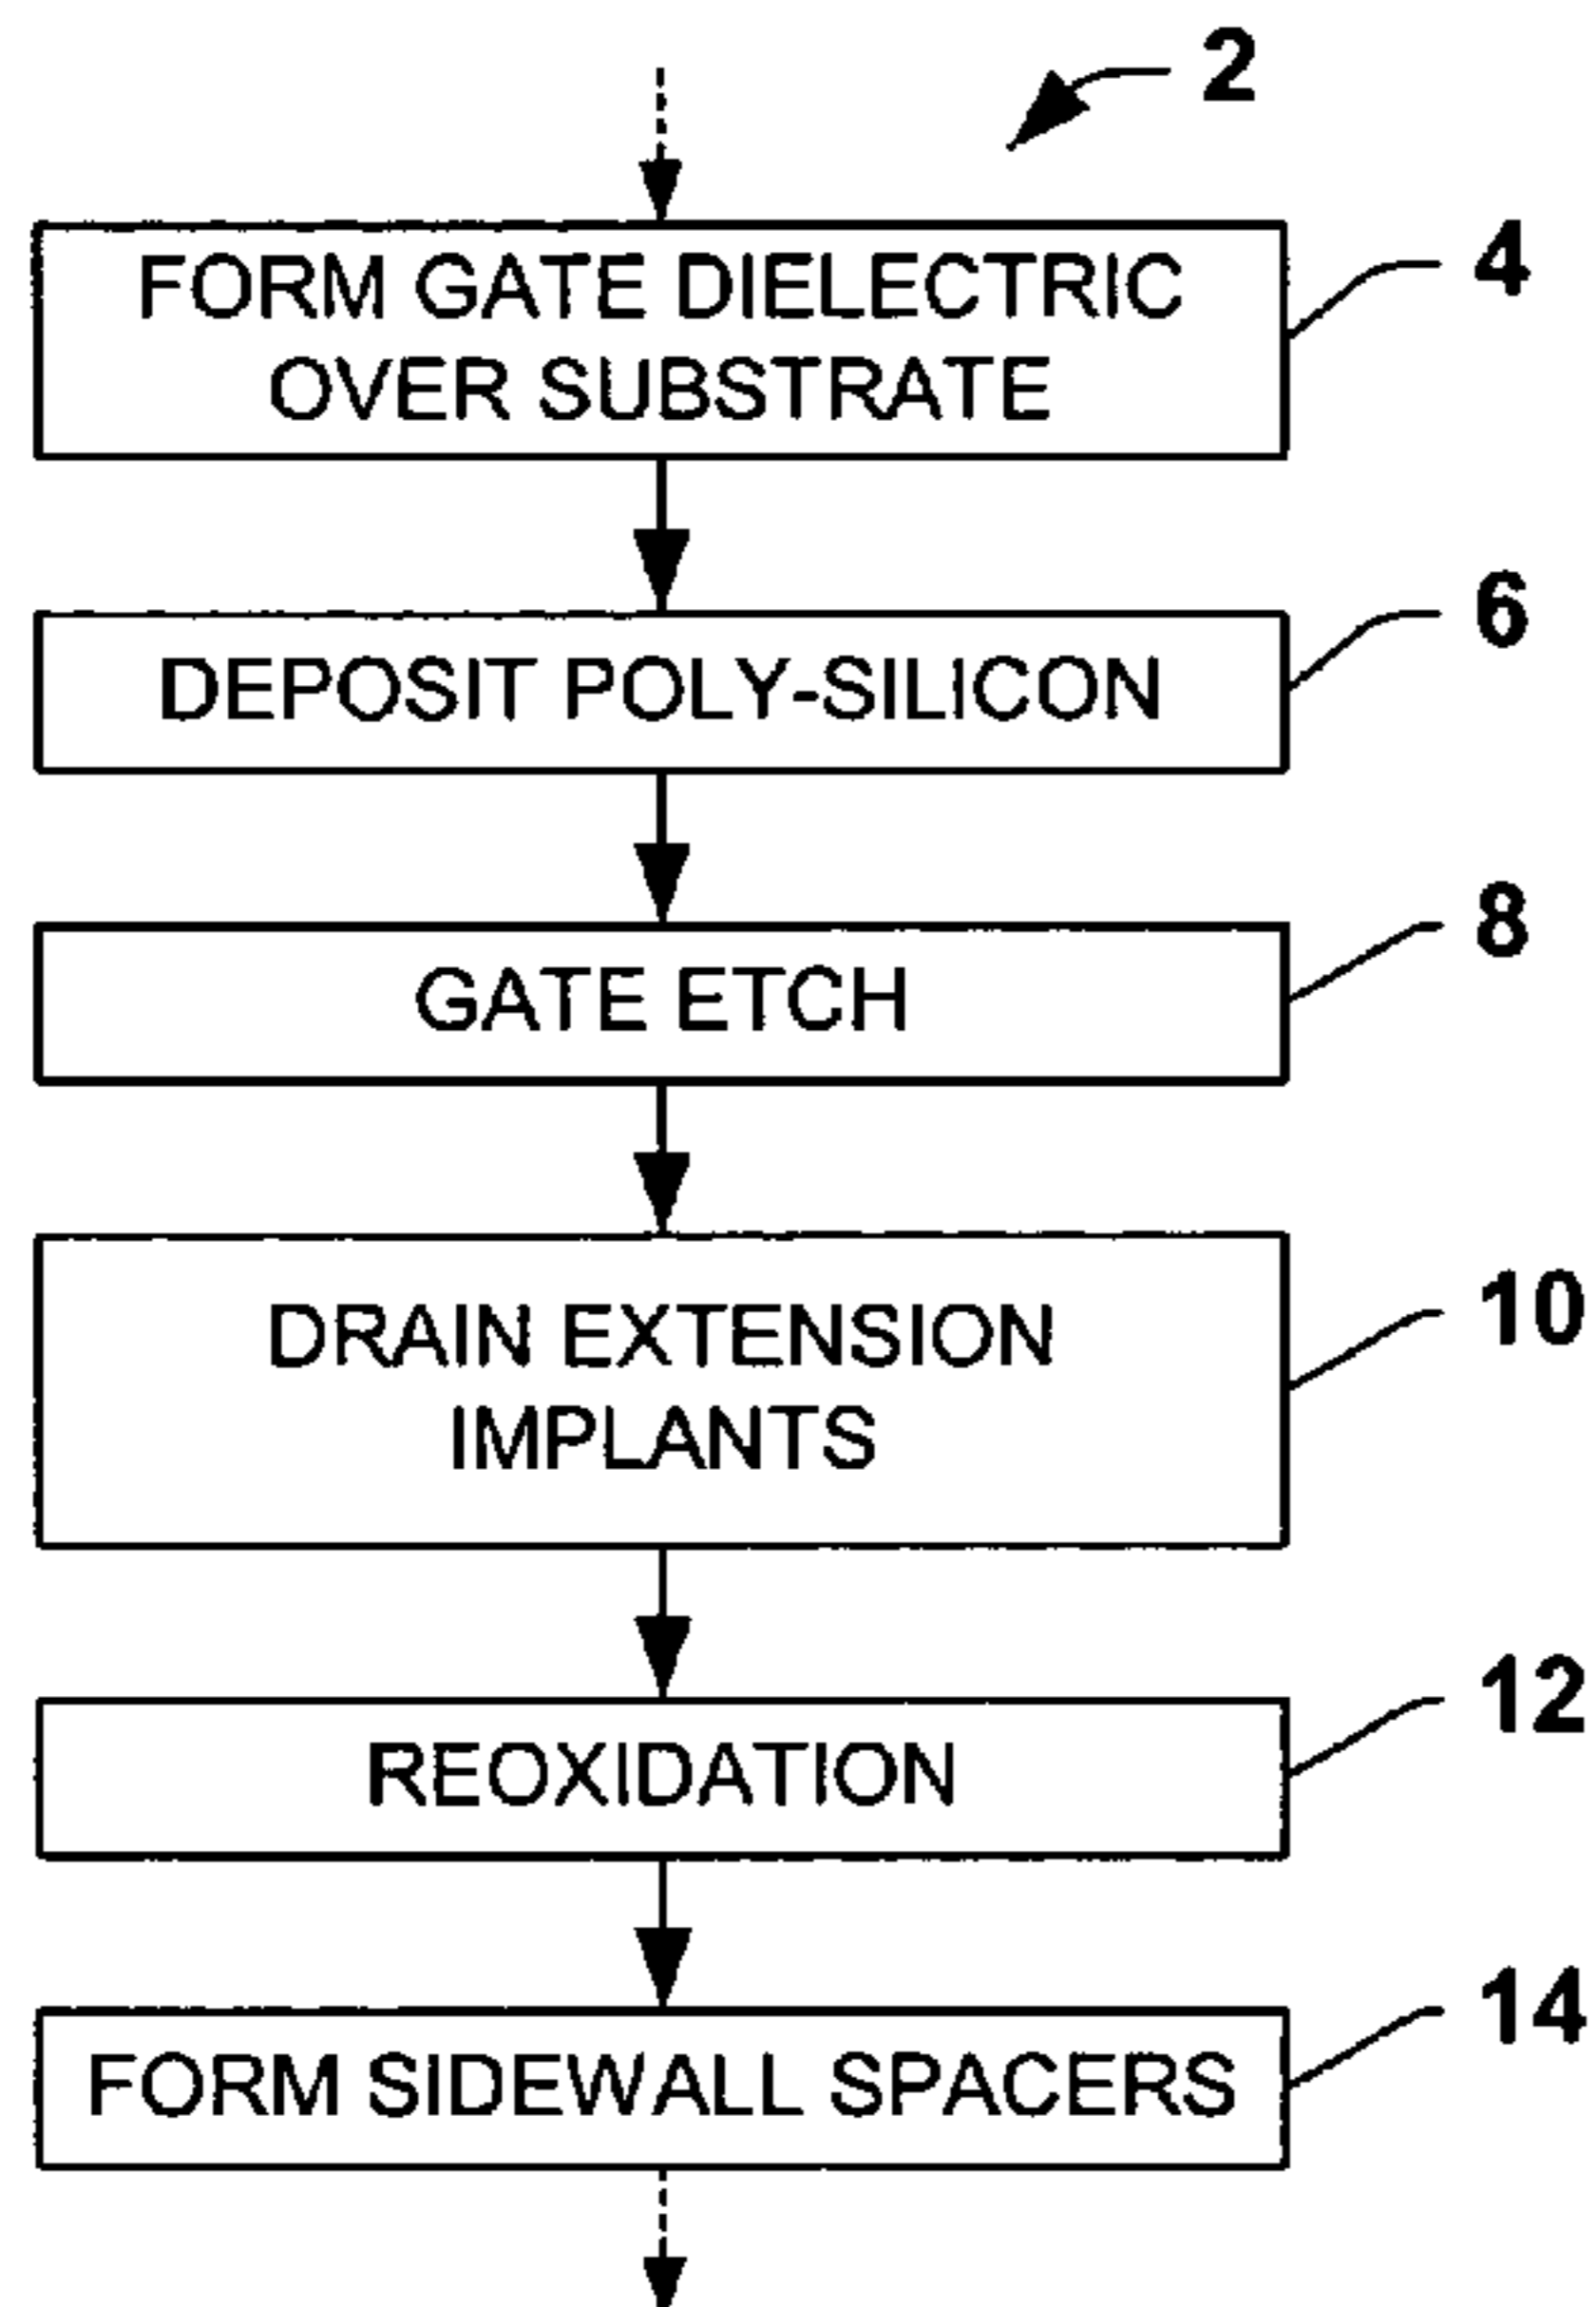 2
FORM GATE DIELECTRIC
OVER SUBSTRATE
4
DEPOSIT POLY-SILICON
6
GATE ETCH
8
DRAIN EXTENSION
IMPLANTS
10
REOXIDATION
12
FORM SIDEWALL SPACERS
14